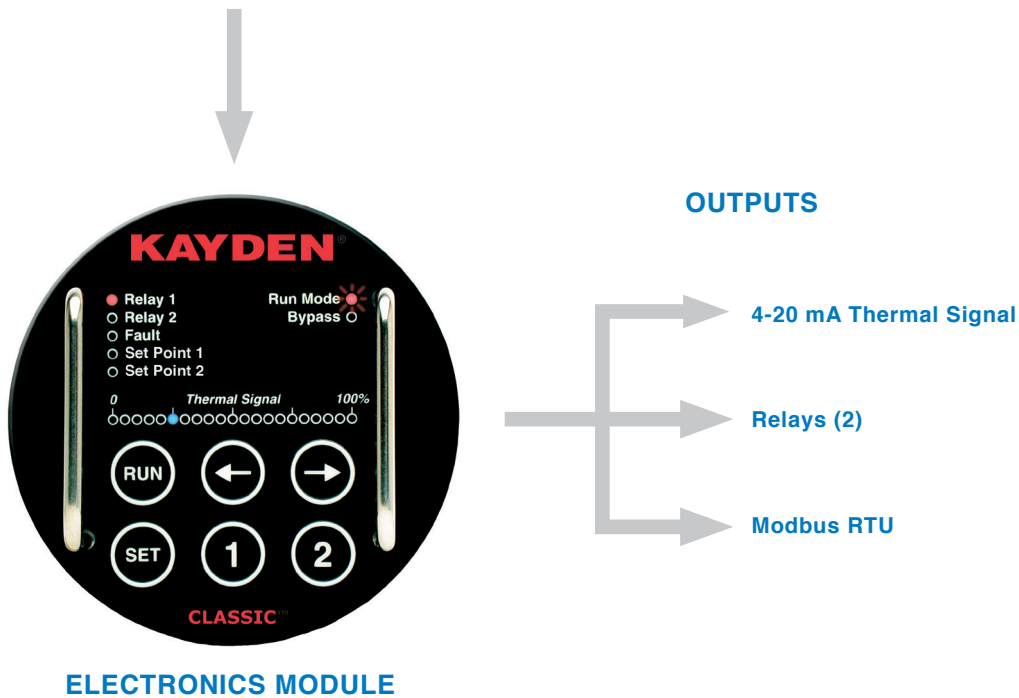 KAYDEN®
Relay 1
Relay 2
Fault
Set Point 1
Set Point 2
Run Mode
Bypass
0 Thermal Signal 100%
RUN
SET 1 2
CLASSIC™
ELECTRONICS MODULE
OUTPUTS
4-20 mA Thermal Signal
Relays (2)
Modbus RTU